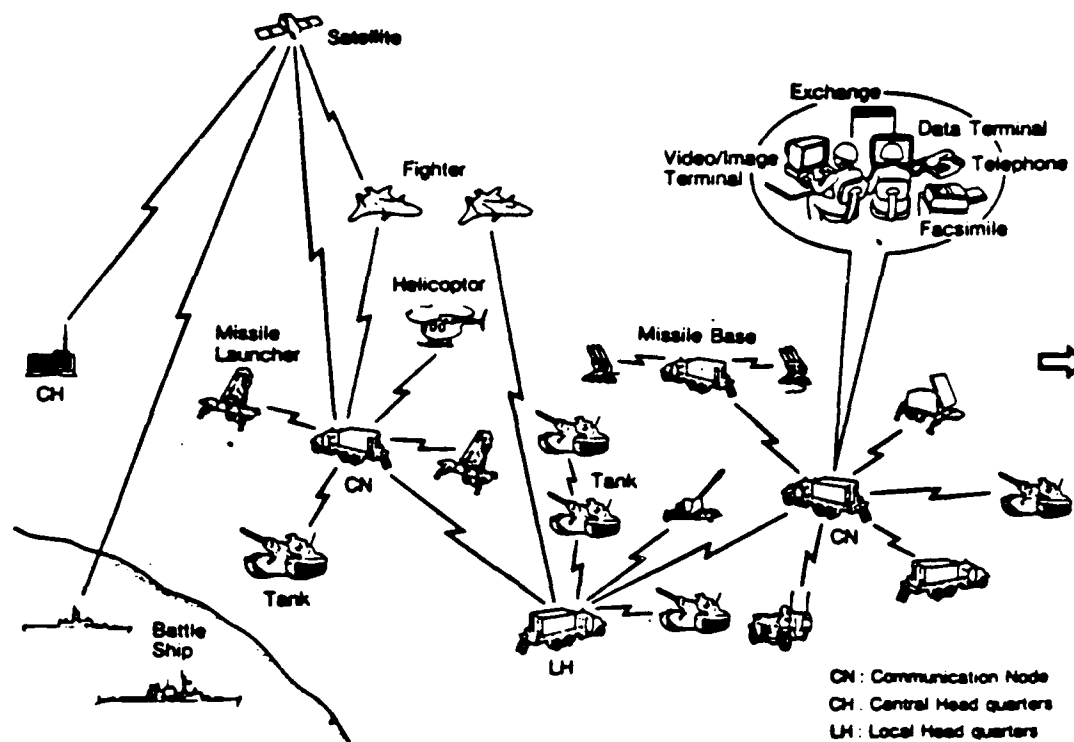 Satellite
Exchange
Data Terminal
Video/Image
Terminal
Telephone
Facsimile
Fighter
Helicoptor
Missile
Launcher
Missile Base
CH
CN
Tank
Tank
CN
Battle
Ship
LH
CN : Communication Node
CH : Central Head quarters
LH : Local Head quarters